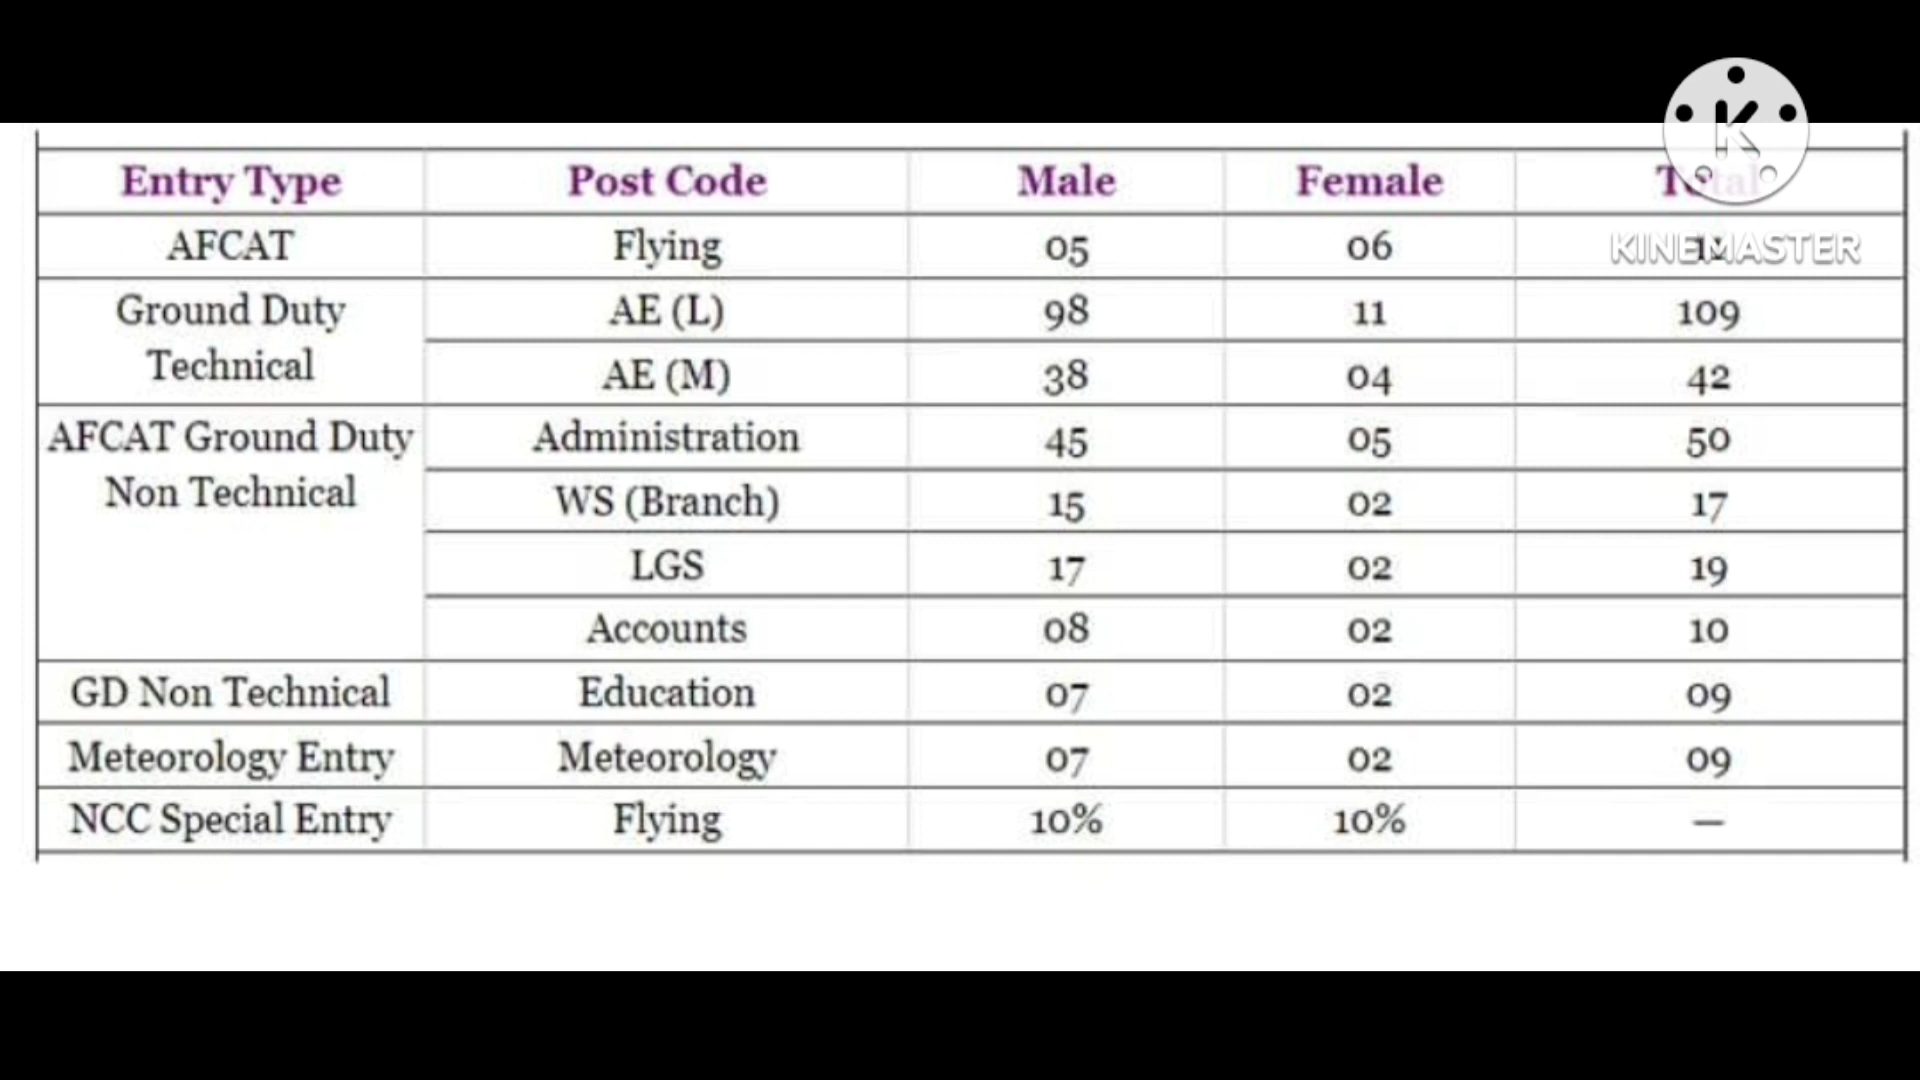 Entry Type Post Code Male Female Total
AFCAT Flying 05 06
KINEMASTER
Ground Duty Technical AE (L) 98 11 109
AE (M) 38 04 42
AFCAT Ground Duty Non Technical Administration 45 05 50
WS (Branch) 15 02 17
LGS 17 02 19
Accounts 08 02 10
GD Non Technical Education 07 02 09
Meteorology Entry Meteorology 07 02 09
NCC Special Entry Flying 10% 10% —